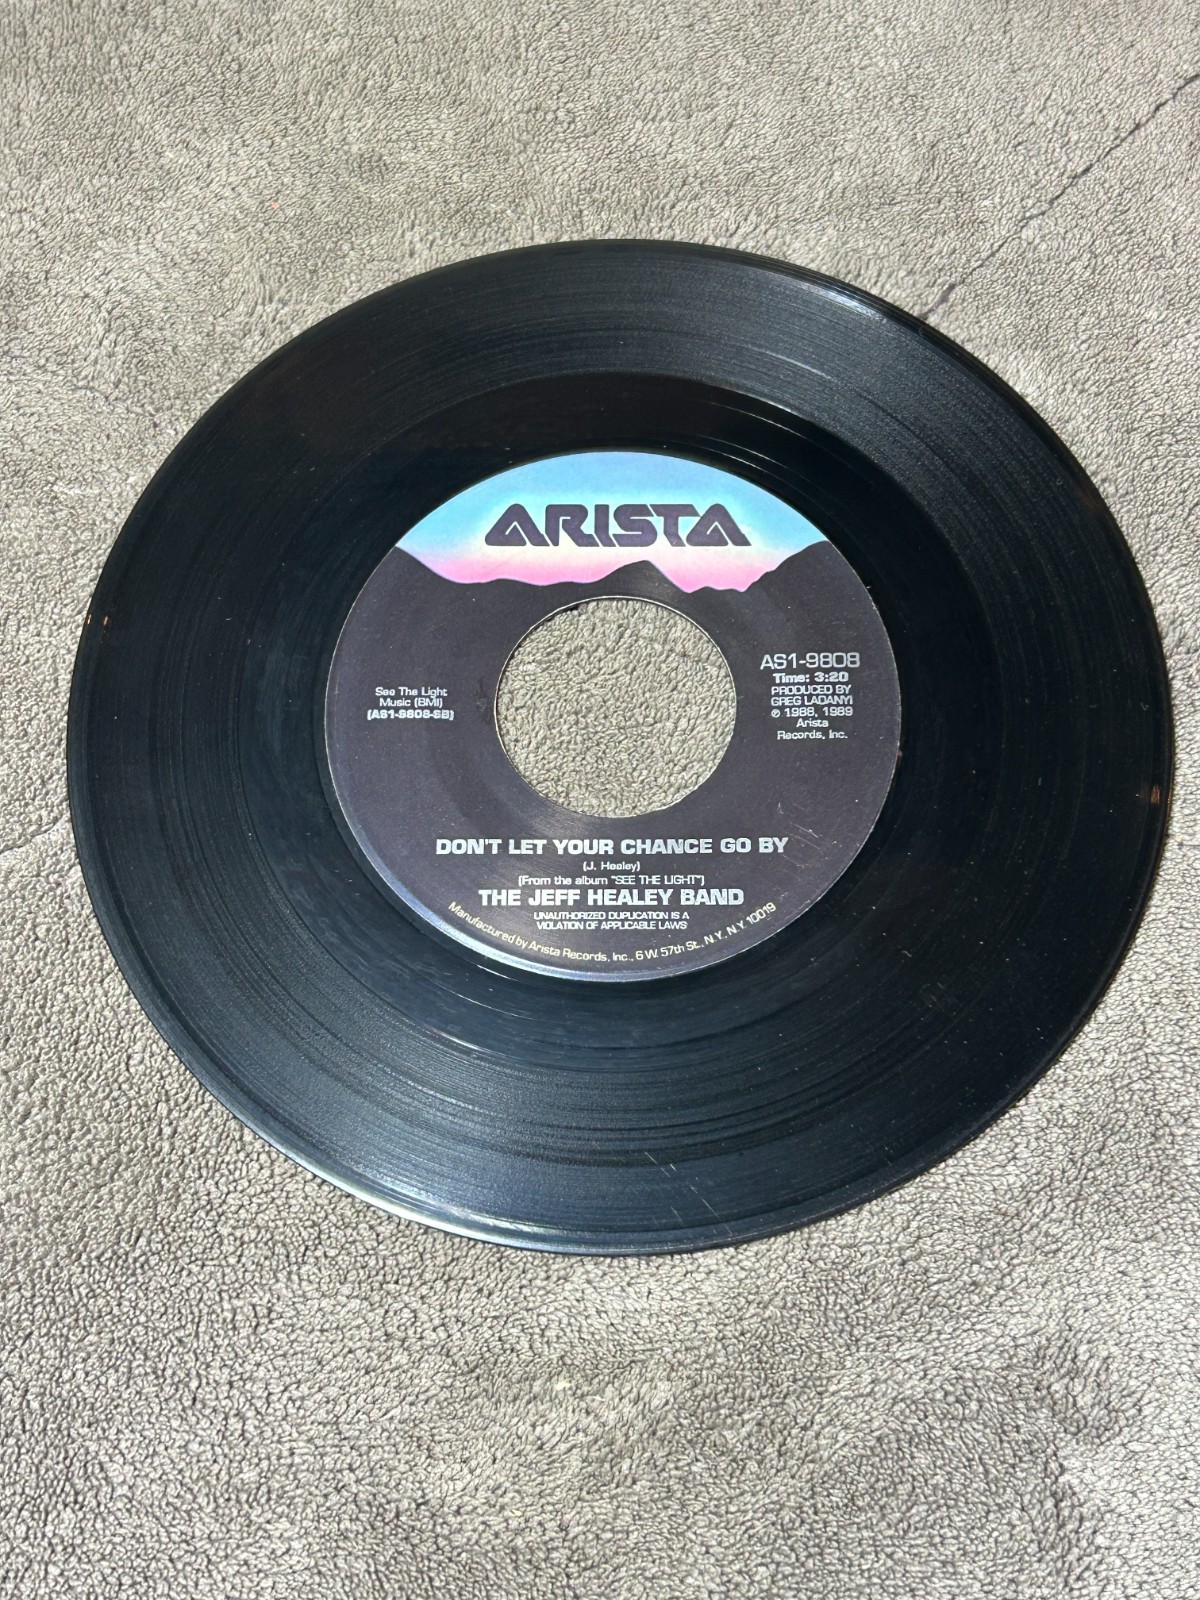 ARISTA
AS1-9808
Time: 3:20
PRODUCED BY
GREG LADANYI
℗ 1988, 1989
Arista
Records, Inc.
See The Light
Music (BMI)
(AS1-9808-SB)
DON'T LET YOUR CHANCE GO BY
(J. Healey)
(From the album "SEE THE LIGHT")
THE JEFF HEALEY BAND
UNAUTHORIZED DUPLICATION IS A
VIOLATION OF APPLICABLE LAWS
Manufactured by Arista Records, Inc., 6 W. 57th St., N.Y., N.Y. 10019